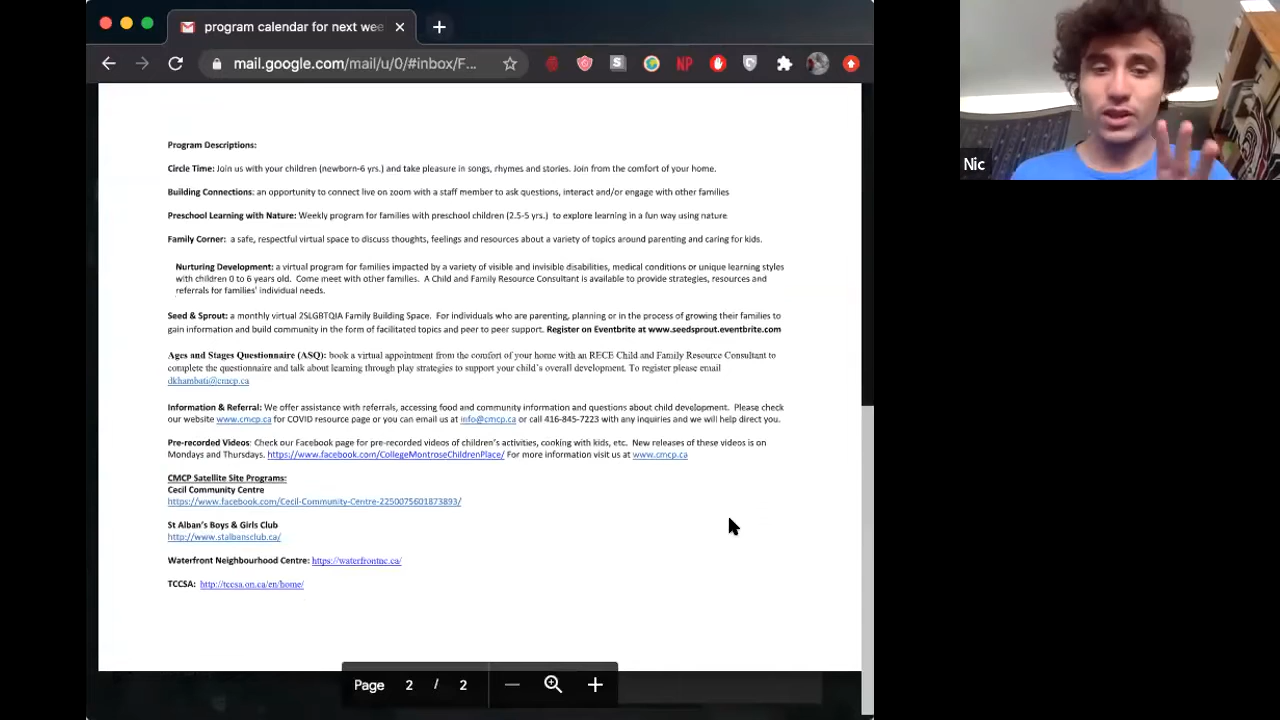 program calendar for next wee
mail.google.com/mail/u/0/#inbox/F...
S
NP
Nic
Program Descriptions:
Circle Time: Join us with your children (newborn-6 yrs.) and take pleasure in songs, rhymes and stories. Join from the comfort of your home.
Building Connections: an opportunity to connect live on zoom with a staff member to ask questions, interact and/or engage with other families
Preschool Learning with Nature: Weekly program for families with preschool children (2.5-5 yrs.) to explore learning in a fun way using nature
Family Corner: a safe, respectful virtual space to discuss thoughts, feelings and resources about a variety of topics around parenting and caring for kids.
Nurturing Development: a virtual program for families impacted by a variety of visible and invisible disabilities, medical conditions or unique learning styles
with children 0 to 6 years old. Come meet with other families. A Child and Family Resource Consultant is available to provide strategies, resources and
referrals for families' individual needs.
Seed & Sprout: a monthly virtual 2SLGBTQIA Family Building Space. For individuals who are parenting, planning or in the process of growing their families to
gain information and build community in the form of facilitated topics and peer to peer support. Register on Eventbrite at www.seedsprout.eventbrite.com
Ages and Stages Questionnaire (ASQ): book a virtual appointment from the comfort of your home with an RECE Child and Family Resource Consultant to
complete the questionnaire and talk about learning through play strategies to support your child's overall development. To register please email
dkhambati@cmcp.ca
Information & Referral: We offer assistance with referrals, accessing food and community information and questions about child development. Please check
our website www.cmcp.ca for COVID resource page or you can email us at info@cmcp.ca or call 416-845-7223 with any inquiries and we will help direct you.
Pre-recorded Videos: Check our Facebook page for pre-recorded videos of children's activities, cooking with kids, etc. New releases of these videos is on
Mondays and Thursdays. https://www.facebook.com/CollegeMontroseChildrenPlace/ For more information visit us at www.cmcp.ca
CMCP Satellite Site Programs:
Cecil Community Centre
https://www.facebook.com/Cecil-Community-Centre-2250075601873893/
St Alban's Boys & Girls Club
http://www.stalbansclub.ca/
Waterfront Neighbourhood Centre: https://waterfrontnc.ca/
TCCSA: http://tccsa.on.ca/en/home/
Page 2 / 2